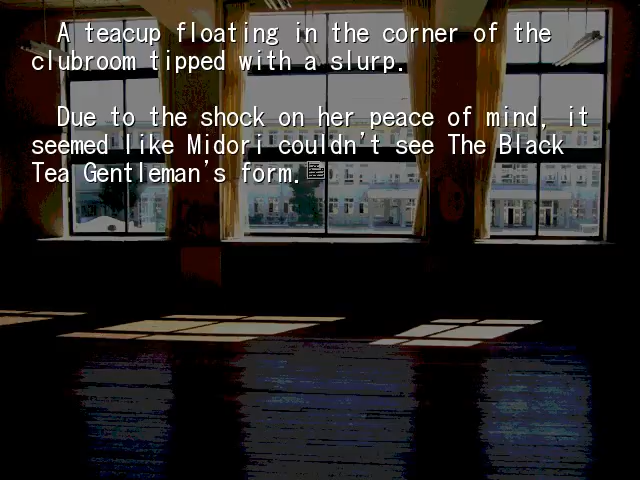 A teacup floating in the corner of the
clubroom tipped with a slurp.
Due to the shock on her peace of mind, it
seemed like Midori couldn't see The Black
Tea Gentleman's form.